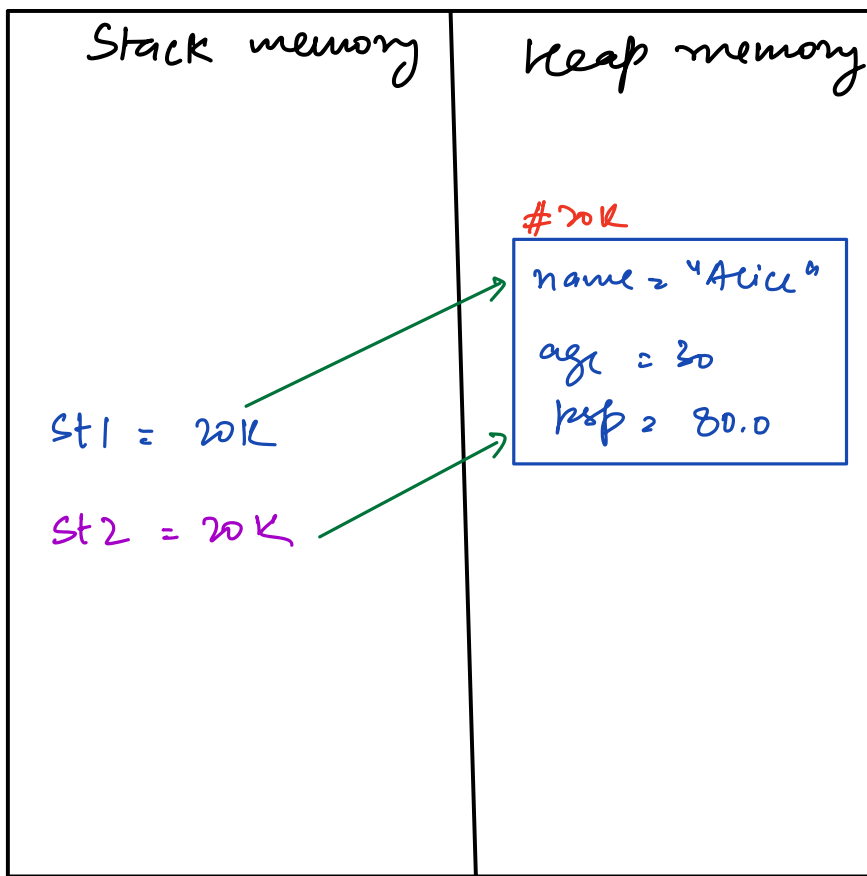 Stack memory
Heap memory
#20K
name = "Alice"
age = 30
psp = 80.0
St1 = 20K
St2 = 20K